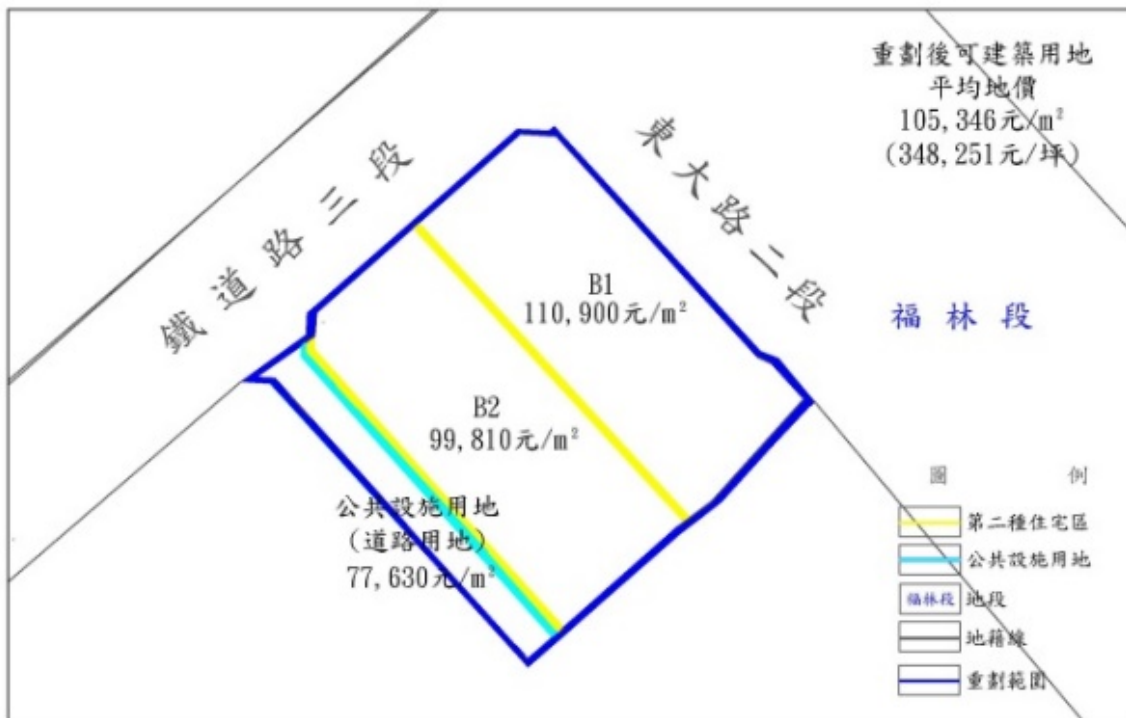 重劃後可建築用地
平均地價
105,346元/m²
(348,251元/坪)
東大路二段
鐵道路三段
B1
110,900元/m²
福林段
B2
99,810元/m²
公共設施用地
(道路用地)
77,630元/m²
圖例
第二種住宅區
公共設施用地
福林段 地段
地籍線
重劃範圍